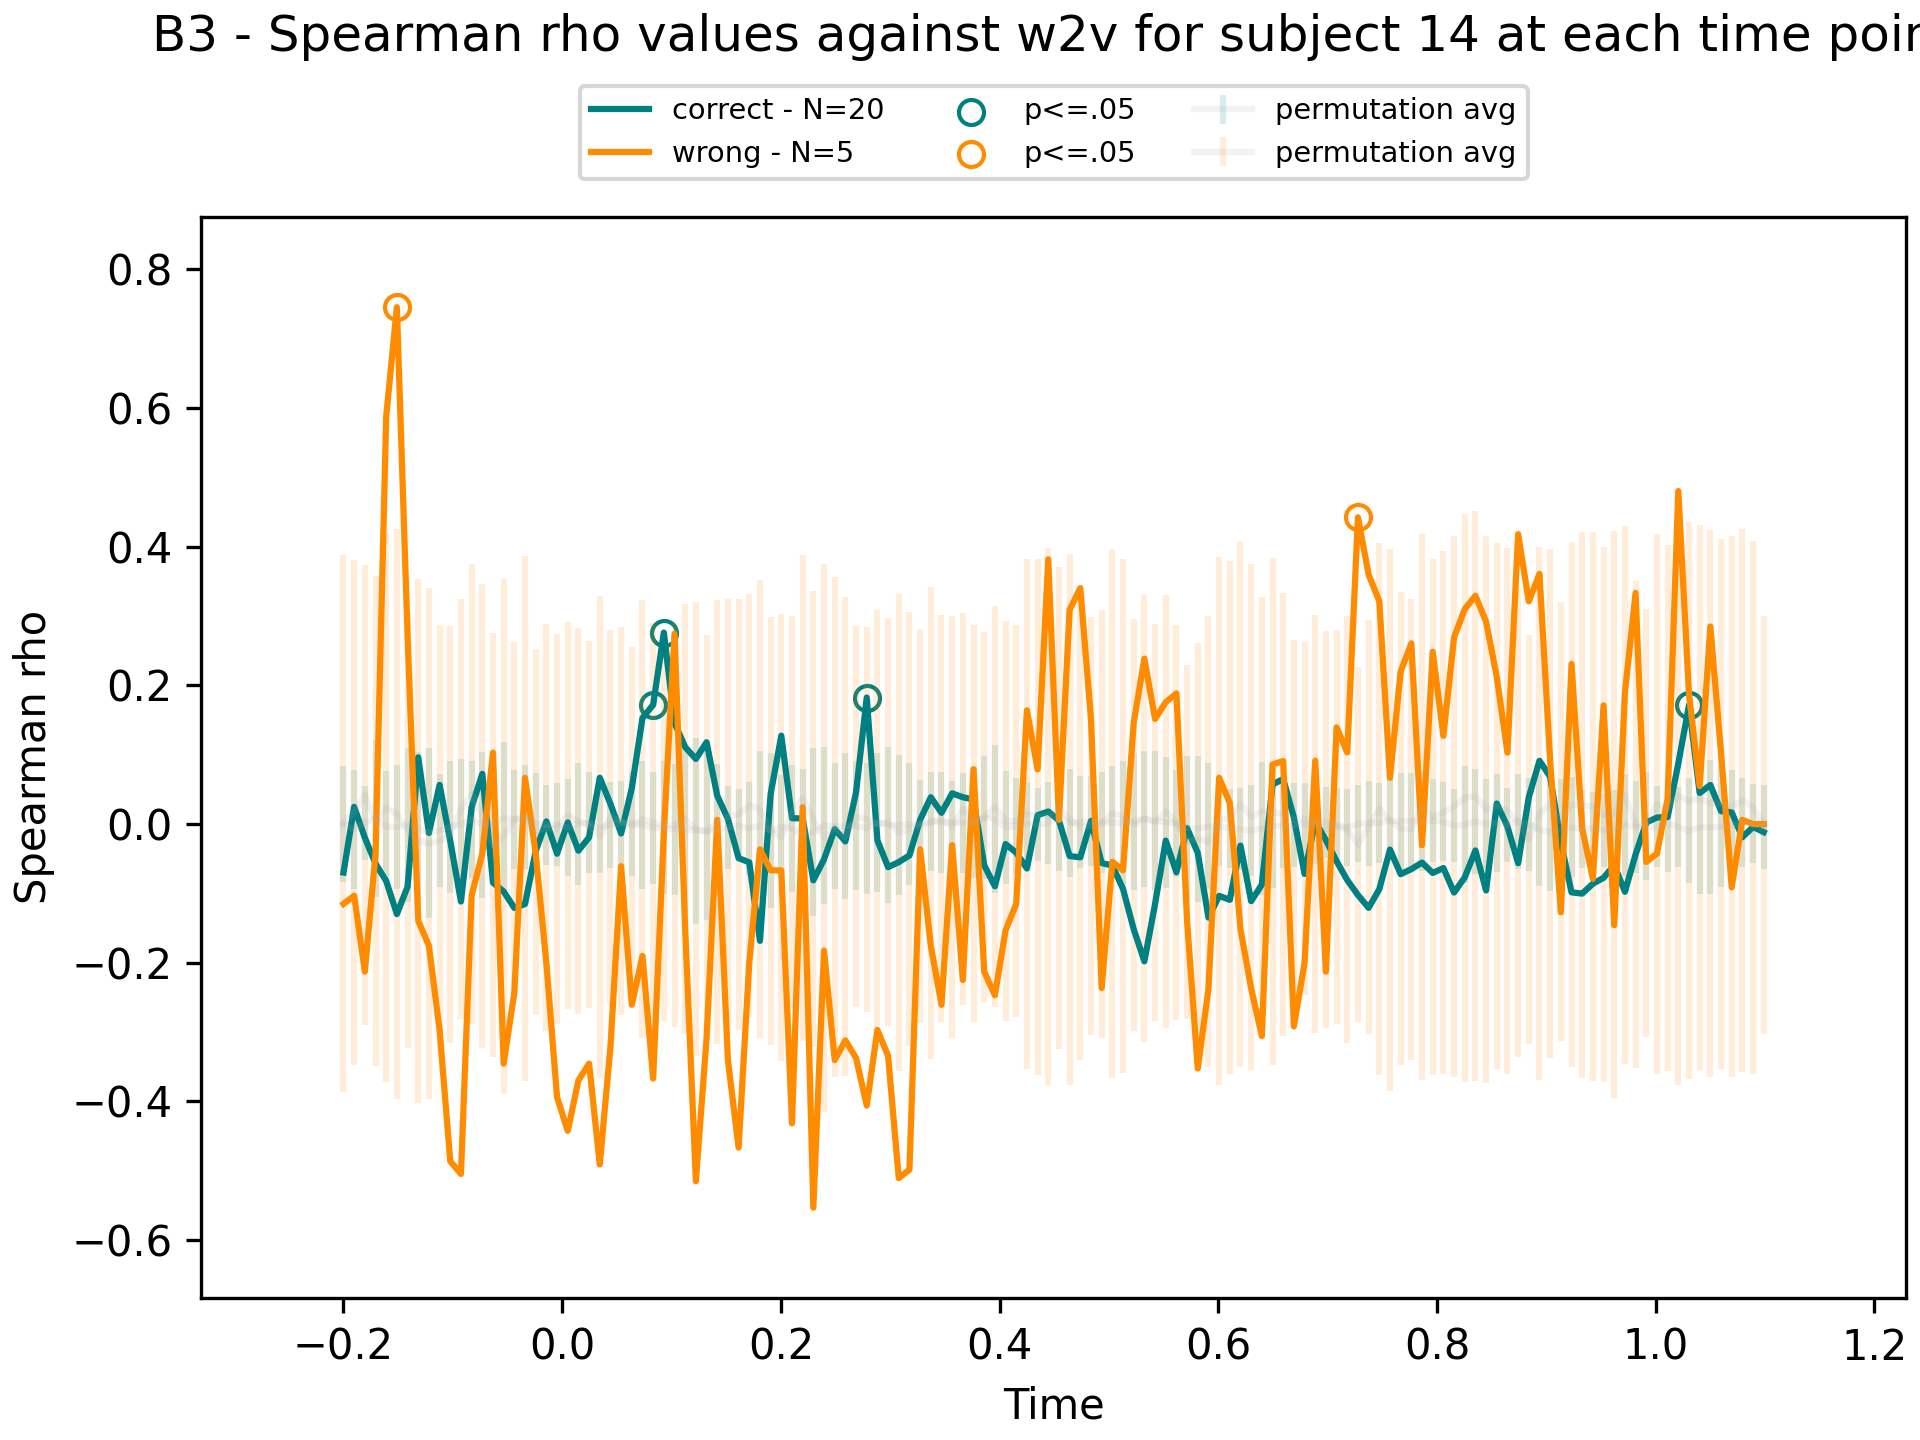 B3 - Spearman rho values against w2v for subject 14 at each time
correct - N=20
wrong - N=5
p<=.05
p<=.05
permutation avg
permutation avg
Spearman rho
0.8
0.6
0.4
0.2
0.0
−0.2
−0.4
−0.6
−0.2 0.0 0.2 0.4 0.6 0.8 1.0 1.2
Time